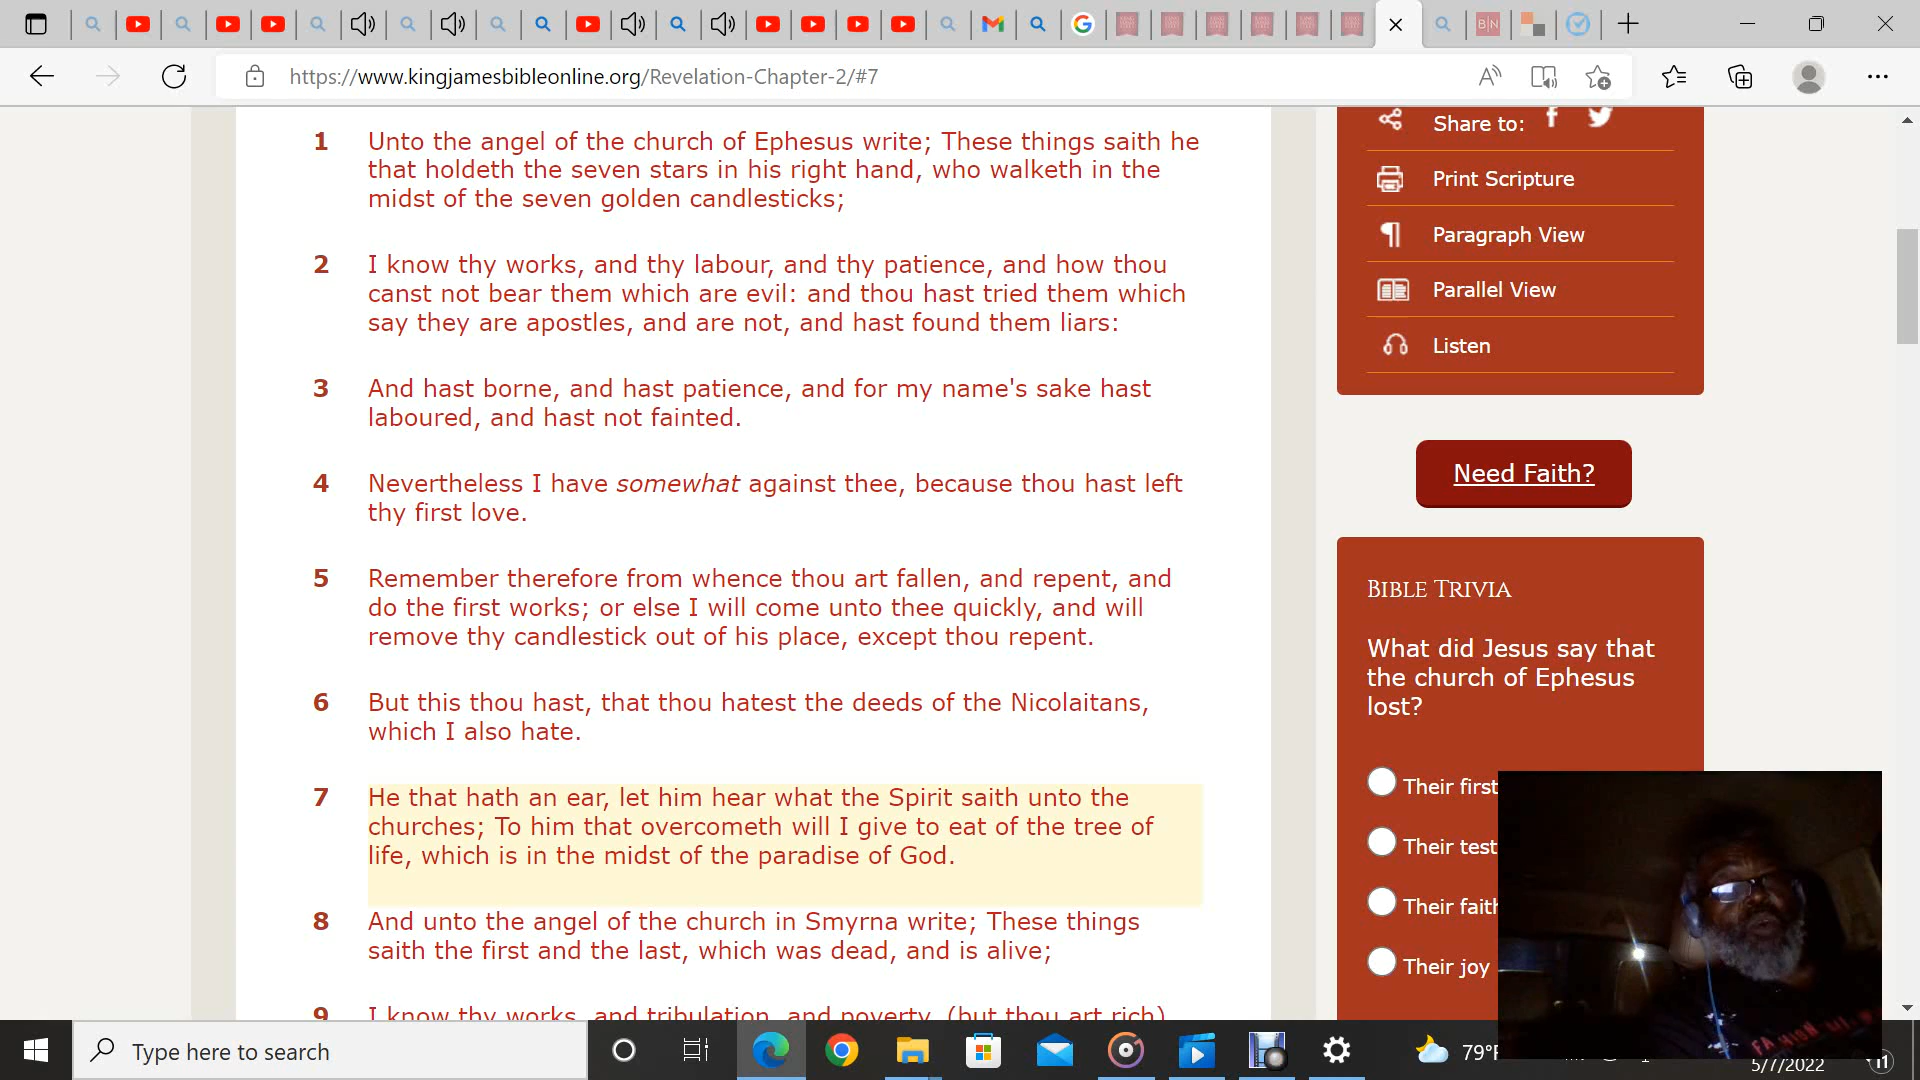 B|N
https://www.kingjamesbibleonline.org/Revelation-Chapter-2/#7
1 Unto the angel of the church of Ephesus write; These things saith he
that holdeth the seven stars in his right hand, who walketh in the
midst of the seven golden candlesticks;
2 I know thy works, and thy labour, and thy patience, and how thou
canst not bear them which are evil: and thou hast tried them which
say they are apostles, and are not, and hast found them liars:
3 And hast borne, and hast patience, and for my name's sake hast
laboured, and hast not fainted.
4 Nevertheless I have somewhat against thee, because thou hast left
thy first love.
5 Remember therefore from whence thou art fallen, and repent, and
do the first works; or else I will come unto thee quickly, and will
remove thy candlestick out of his place, except thou repent.
6 But this thou hast, that thou hatest the deeds of the Nicolaitans,
which I also hate.
7 He that hath an ear, let him hear what the Spirit saith unto the
churches; To him that overcometh will I give to eat of the tree of
life, which is in the midst of the paradise of God.
8 And unto the angel of the church in Smyrna write; These things
saith the first and the last, which was dead, and is alive;
9 I know thy works, and tribulation, and poverty, (but thou art rich)
Share to:
Print Scripture
Paragraph View
Parallel View
Listen
Need Faith?
BIBLE TRIVIA
What did Jesus say that
the church of Ephesus
lost?
Their first
Their test
Their faith
Their joy
Type here to search
79°F
5/7/2022
11